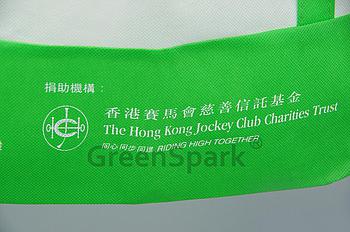 捐助機構：
香港賽馬會慈善信託基金
The Hong Kong Jockey Club Charities Trust
同心同步同進 RIDING HIGH TOGETHER
GreenSpark®